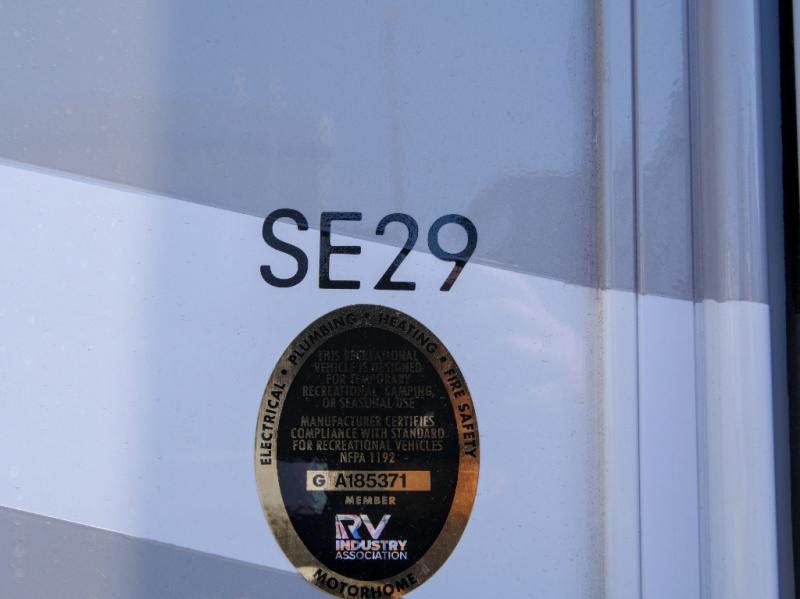 SE29
ELECTRICAL • PLUMBING • HEATING • FIRE SAFETY
THIS RECREATIONAL
VEHICLE IS DESIGNED
FOR TEMPORARY
RECREATIONAL, CAMPING,
OR SEASONAL USE
MANUFACTURER CERTIFIES
COMPLIANCE WITH STANDARD
FOR RECREATIONAL VEHICLES
NFPA 1192
G A185371
MEMBER
RV
INDUSTRY
ASSOCIATION
MOTORHOME